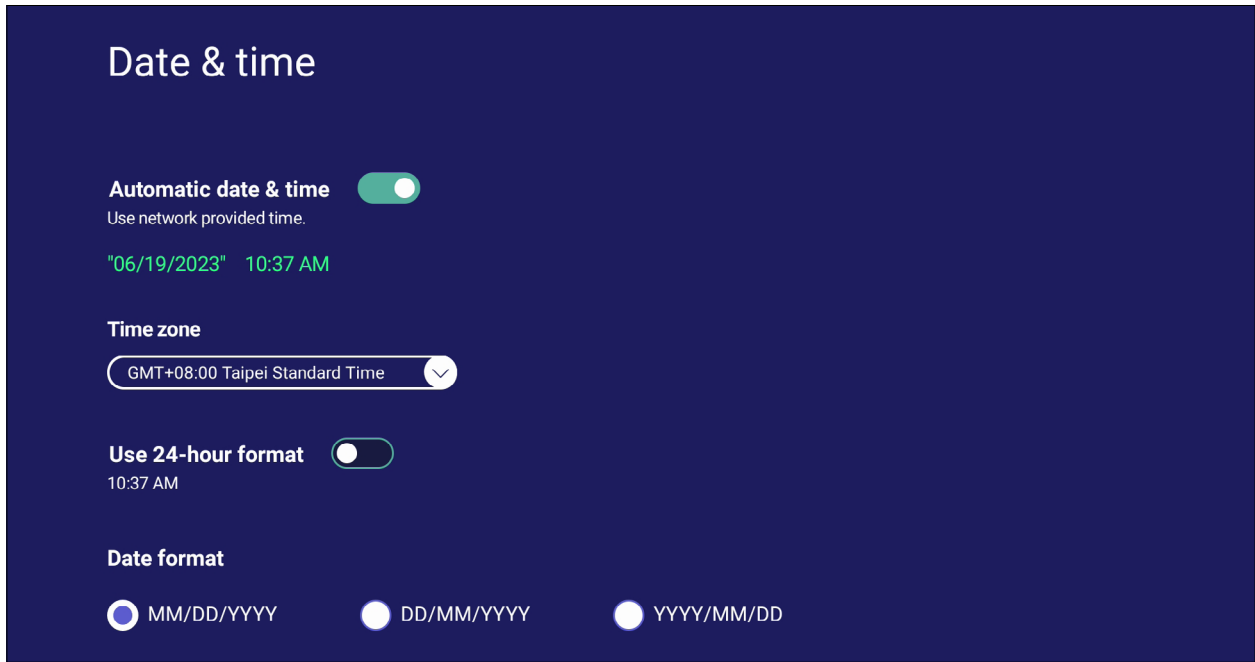 Date & time
Automatic date & time
Use network provided time.
"06/19/2023" 10:37 AM
Time zone
GMT+08:00 Taipei Standard Time
Use 24-hour format
10:37 AM
Date format
MM/DD/YYYY DD/MM/YYYY YYYY/MM/DD